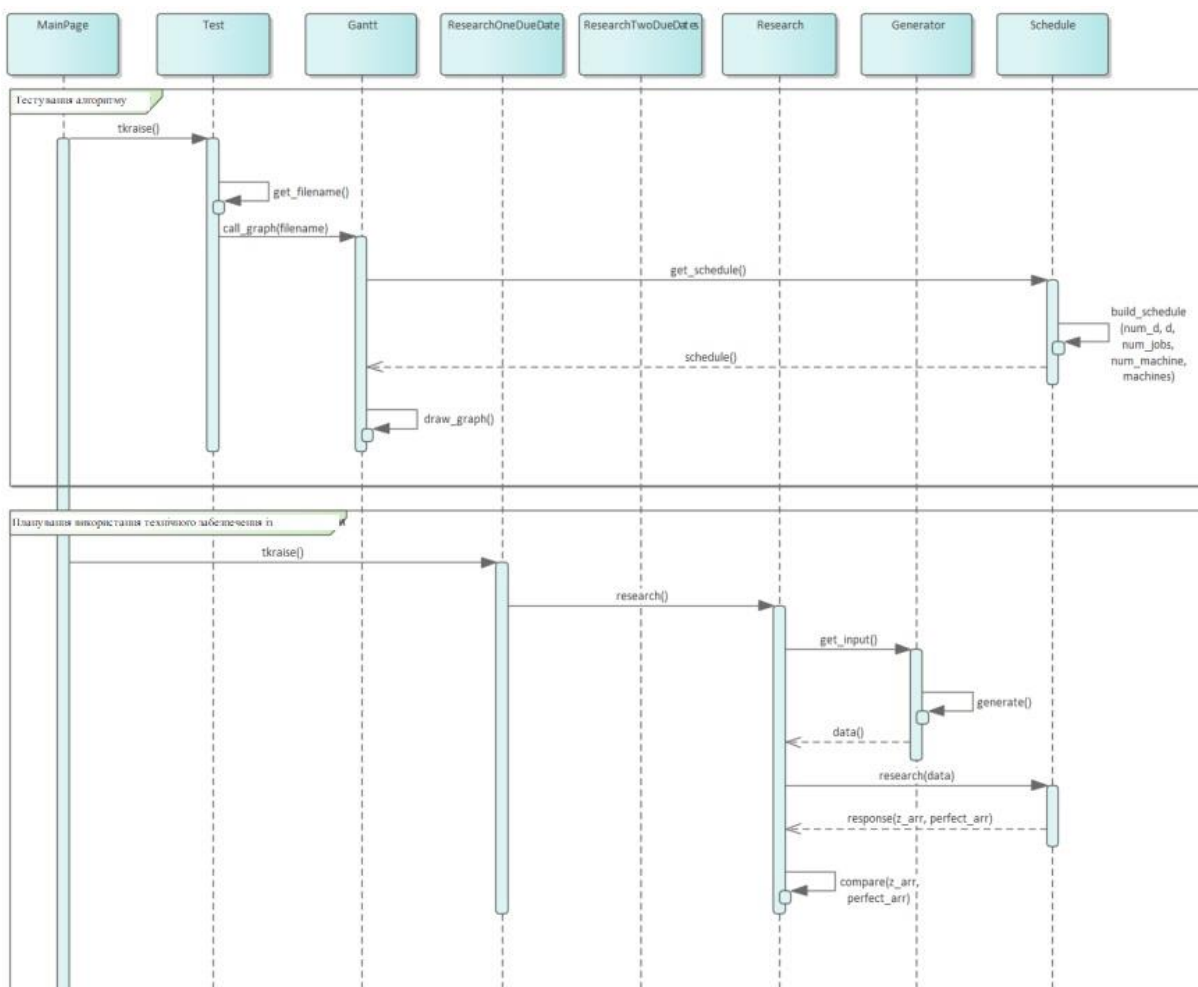 MainPage
Test
Gantt
ResearchOneDueDate
ResearchTwoDueDates
Research
Generator
Schedule
Тестування алгоритму
tkraise()
get_filename()
call_graph(filename)
get_schedule()
build_schedule
(num_d, d,
num_jobs,
num_machine,
machines)
schedule()
draw_graph()
Планування використання технічного забезпечення
tkraise()
research()
get_input()
generate()
data()
research(data)
response(z_arr, perfect_arr)
compare(z_arr,
perfect_arr)